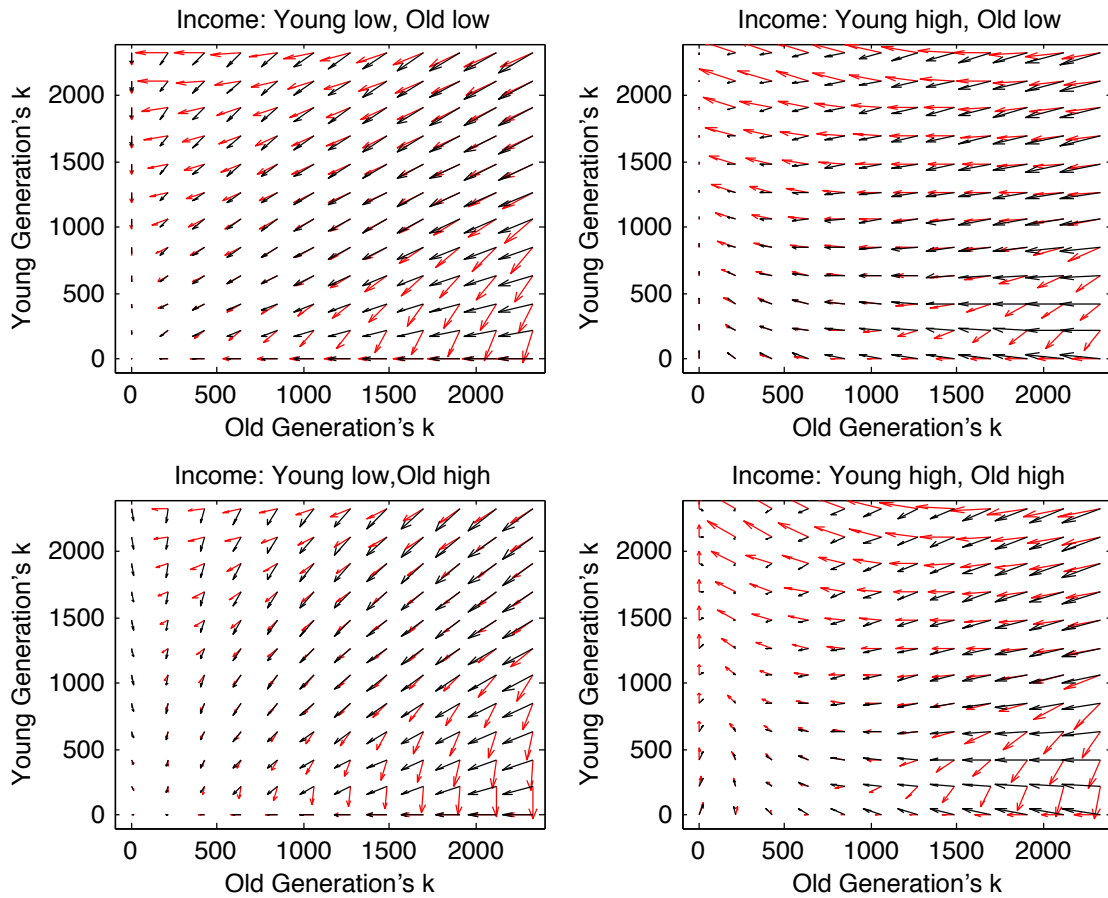 Income: Young low, Old low
Young Generation's k
2000
1500
1000
500
0
0 500 1000 1500 2000
Old Generation's k
Income: Young high, Old low
Young Generation's k
2000
1500
1000
500
0
0 500 1000 1500 2000
Old Generation's k
Income: Young low,Old high
Young Generation's k
2000
1500
1000
500
0
0 500 1000 1500 2000
Old Generation's k
Income: Young high, Old high
Young Generation's k
2000
1500
1000
500
0
0 500 1000 1500 2000
Old Generation's k